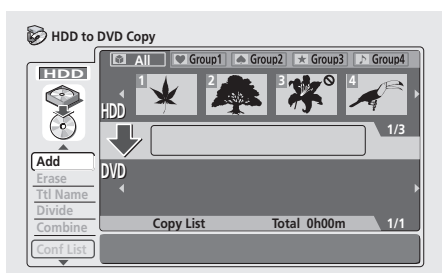 HDD to DVD Copy
All Group1 Group2 Group3 Group4
HDD
1 2 3 4
HDD
1/3
Add
DVD
Erase
Ttl Name
Divide
Copy List Total 0h00m 1/1
Combine
Conf List